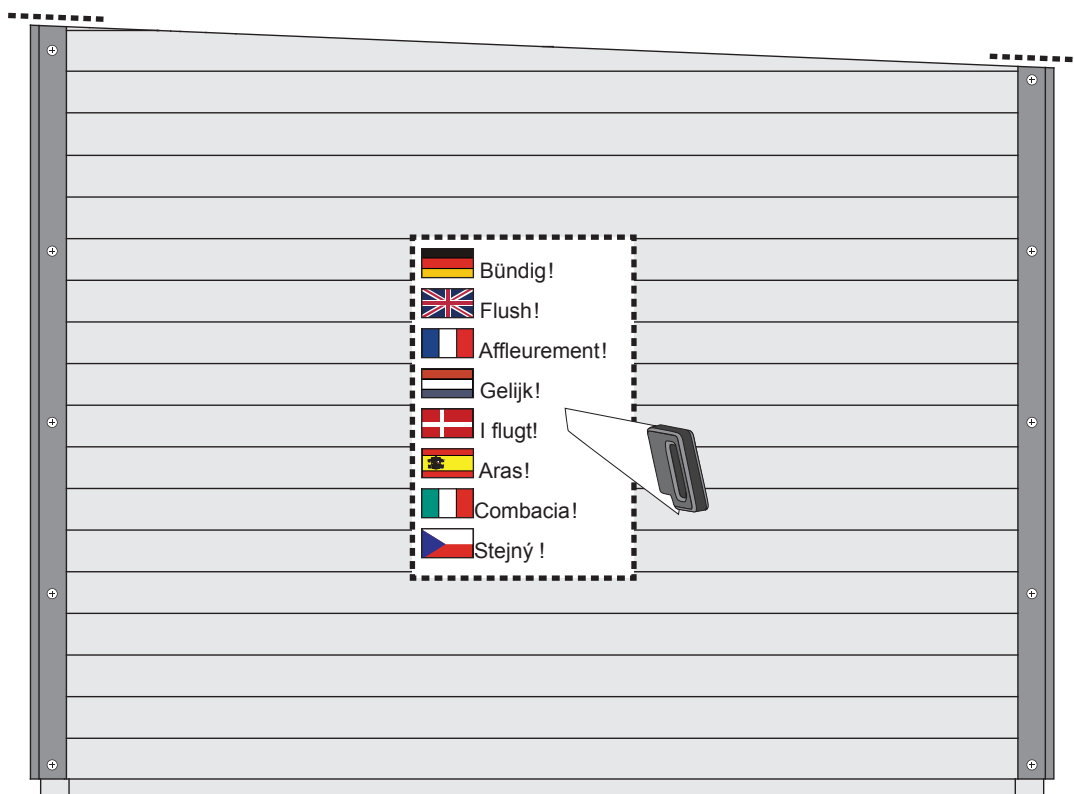 Bündig!
Flush!
Affleurement!
Gelijk!
I flugt!
Aras!
Combacia!
Stejný !